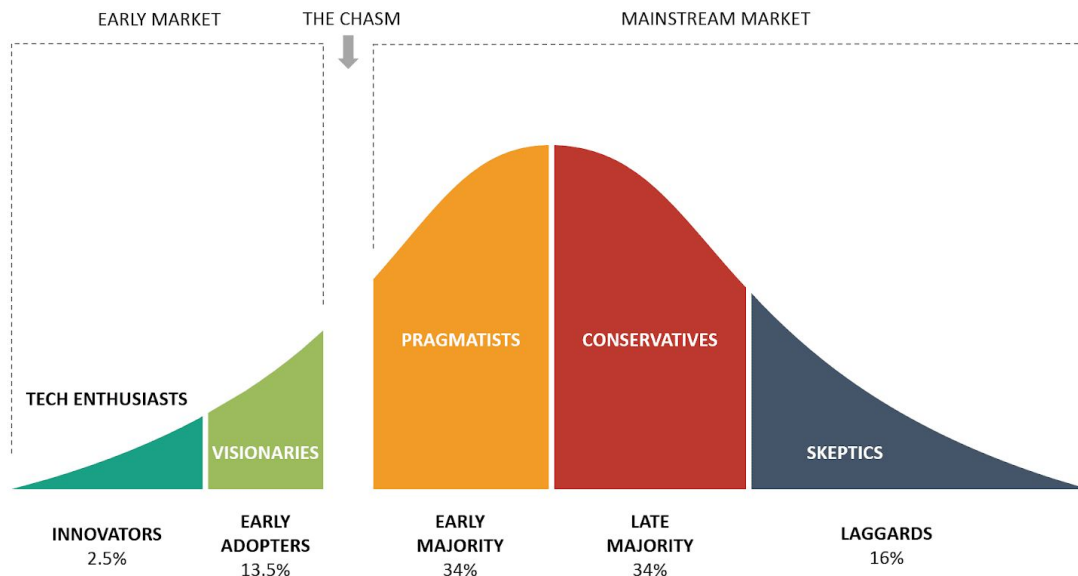 EARLY MARKET
THE CHASM
MAINSTREAM MARKET
TECH ENTHUSIASTS
VISIONARIES
PRAGMATISTS
CONSERVATIVES
SKEPTICS
INNOVATORS
2.5%
EARLY
ADOPTERS
13.5%
EARLY
MAJORITY
34%
LATE
MAJORITY
34%
LAGGARDS
16%